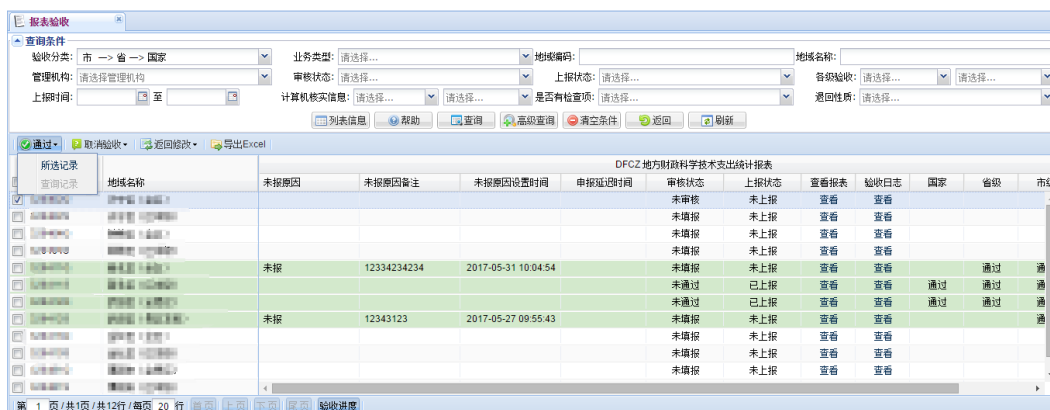 报表验收
查询条件
验收分类: 市 —> 省 —> 国家 业务类型: 请选择... 地域编码: 地域名称:
管理机构: 请选择管理机构 审核状态: 请选择... 上报状态: 请选择... 各级验收: 请选择... 请选择...
上报时间: 至 计算机核实信息: 请选择... 请选择... 是否有检查项: 请选择... 退回性质: 请选择...
列表信息 帮助 查询 高级查询 清空条件 返回 刷新
通过 取消验收 返回修改 导出Excel
所选记录
查询记录
DFCZ 地方财政科学技术支出统计报表
地域名称 未报原因 未报原因备注 未报原因设置时间 申报延迟时间 审核状态 上报状态 查看报表 验收日志 国家 省级 市级
未审核 未上报 查看 查看
未填报 未上报 查看 查看
未填报 未上报 查看 查看
未填报 未上报 查看 查看
未报 12334234234 2017-05-31 10:04:54 未填报 未上报 查看 查看 通过 通
未通过 已上报 查看 查看 通过 通过 通
未通过 已上报 查看 查看 通过 通过 通
未报 12343123 2017-05-27 09:55:43 未填报 未上报 查看 查看 通
未填报 未上报 查看 查看
未填报 未上报 查看 查看
未填报 未上报 查看 查看
第 1 页/共1页/共12行/每页 20 行 首页 上页 下页 尾页 验收进度